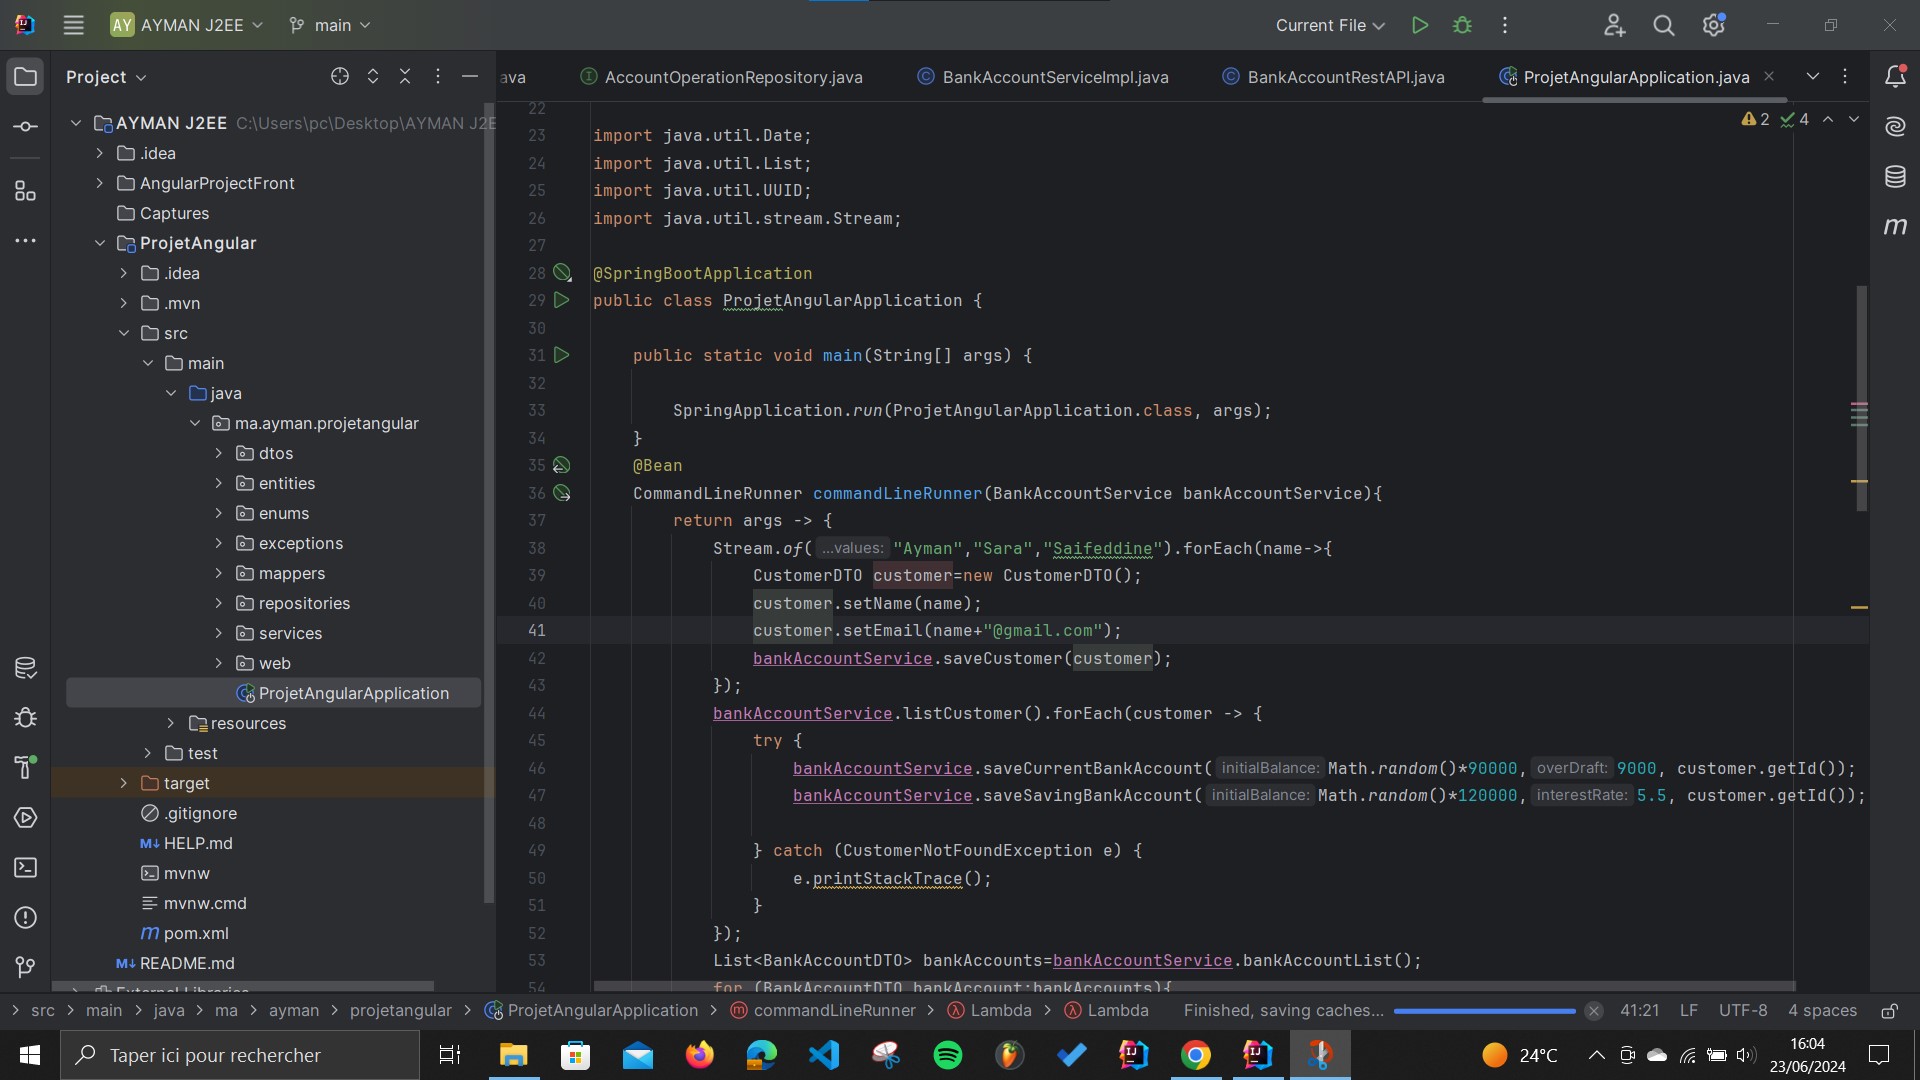 AY AYMAN J2EE main Current File
Project
AYMAN J2EE C:\Users\pc\Desktop\AYMAN J2E
.idea
AngularProjectFront
Captures
ProjetAngular
.idea
.mvn
src
main
java
ma.ayman.projetangular
dtos
entities
enums
exceptions
mappers
repositories
services
web
ProjetAngularApplication
resources
test
target
.gitignore
HELP.md
mvnw
mvnw.cmd
pom.xml
README.md
External Libraries
ava AccountOperationRepository.java BankAccountServiceImpl.java BankAccountRestAPI.java ProjetAngularApplication.java
2 4
22
23 import java.util.Date;
24 import java.util.List;
25 import java.util.UUID;
26 import java.util.stream.Stream;
27
28 @SpringBootApplication
29 public class ProjetAngularApplication {
30
31 public static void main(String[] args) {
32
33 SpringApplication.run(ProjetAngularApplication.class, args);
34 }
35 @Bean
36 CommandLineRunner commandLineRunner(BankAccountService bankAccountService){
37 return args -> {
38 Stream.of( ...values: "Ayman","Sara","Saifeddine").forEach(name->{
39 CustomerDTO customer=new CustomerDTO();
40 customer.setName(name);
41 customer.setEmail(name+"@gmail.com");
42 bankAccountService.saveCustomer(customer);
43 });
44 bankAccountService.listCustomer().forEach(customer -> {
45 try {
46 bankAccountService.saveCurrentBankAccount( initialBalance: Math.random()*90000, overDraft: 9000, customer.getId());
47 bankAccountService.saveSavingBankAccount( initialBalance: Math.random()*120000, interestRate: 5.5, customer.getId());
48
49 } catch (CustomerNotFoundException e) {
50 e.printStackTrace();
51 }
52 });
53 List<BankAccountDTO> bankAccounts=bankAccountService.bankAccountList();
54 for (BankAccountDTO bankAccount:bankAccounts){
src > main > java > ma > ayman > projetangular > ProjetAngularApplication > commandLineRunner > Lambda > Lambda Finished, saving caches... 41:21 LF UTF-8 4 spaces
Taper ici pour rechercher 24°C 16:04
23/06/2024